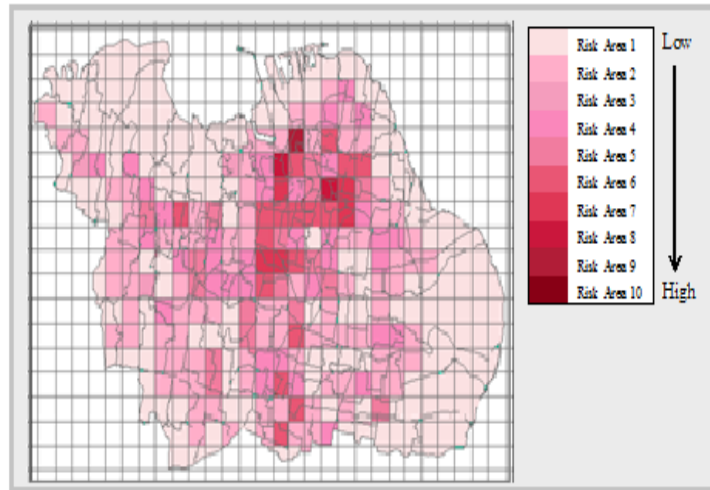 Risk Area 1
Low
Risk Area 2
Risk Area 3
Risk Area 4
Risk Area 5
Risk Area 6
Risk Area 7
Risk Area 8
Risk Area 9
Risk Area 10
High